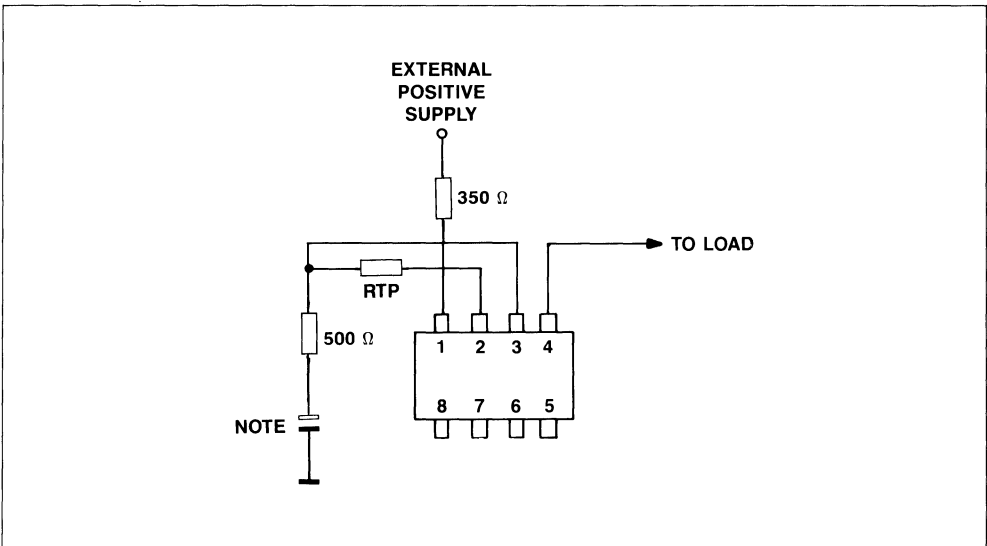 EXTERNAL
POSITIVE
SUPPLY
350 Ω
TO LOAD
RTP
500 Ω
1 2 3 4
8 7 6 5
NOTE